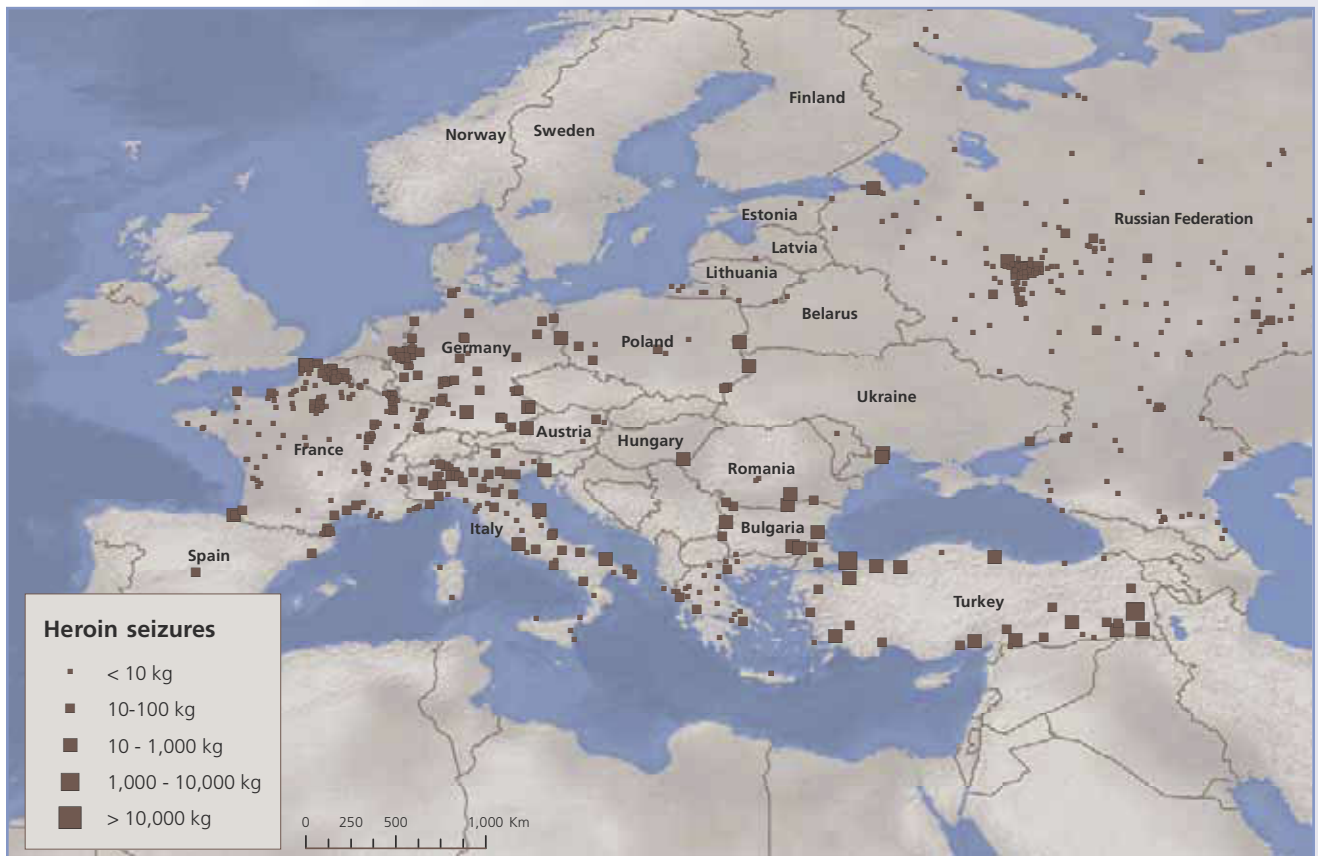 Finland
Norway
Sweden
Estonia
Russian Federation
Latvia
Lithuania
Belarus
Poland
Germany
Ukraine
Austria
Hungary
France
Romania
Italy
Bulgaria
Spain
Turkey
Heroin seizures
< 10 kg
10-100 kg
10 - 1,000 kg
1,000 - 10,000 kg
> 10,000 kg
0 250 500 1,000 Km